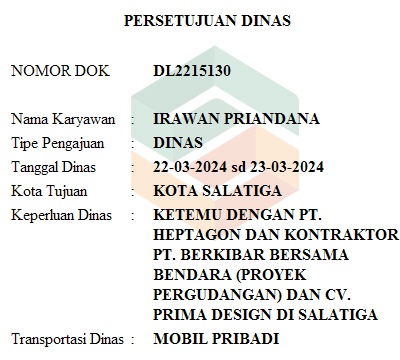 PERSETUJUAN DINAS
NOMOR DOK DL2215130
Nama Karyawan : IRAWAN PRIANDANA
Tipe Pengajuan : DINAS
Tanggal Dinas : 22-03-2024 sd 23-03-2024
Kota Tujuan : KOTA SALATIGA
Keperluan Dinas : KETEMU DENGAN PT.
HEPTAGON DAN KONTRAKTOR
PT. BERKIBAR BERSAMA
BENDARA (PROYEK
PERGUDANGAN) DAN CV.
PRIMA DESIGN DI SALATIGA
Transportasi Dinas : MOBIL PRIBADI